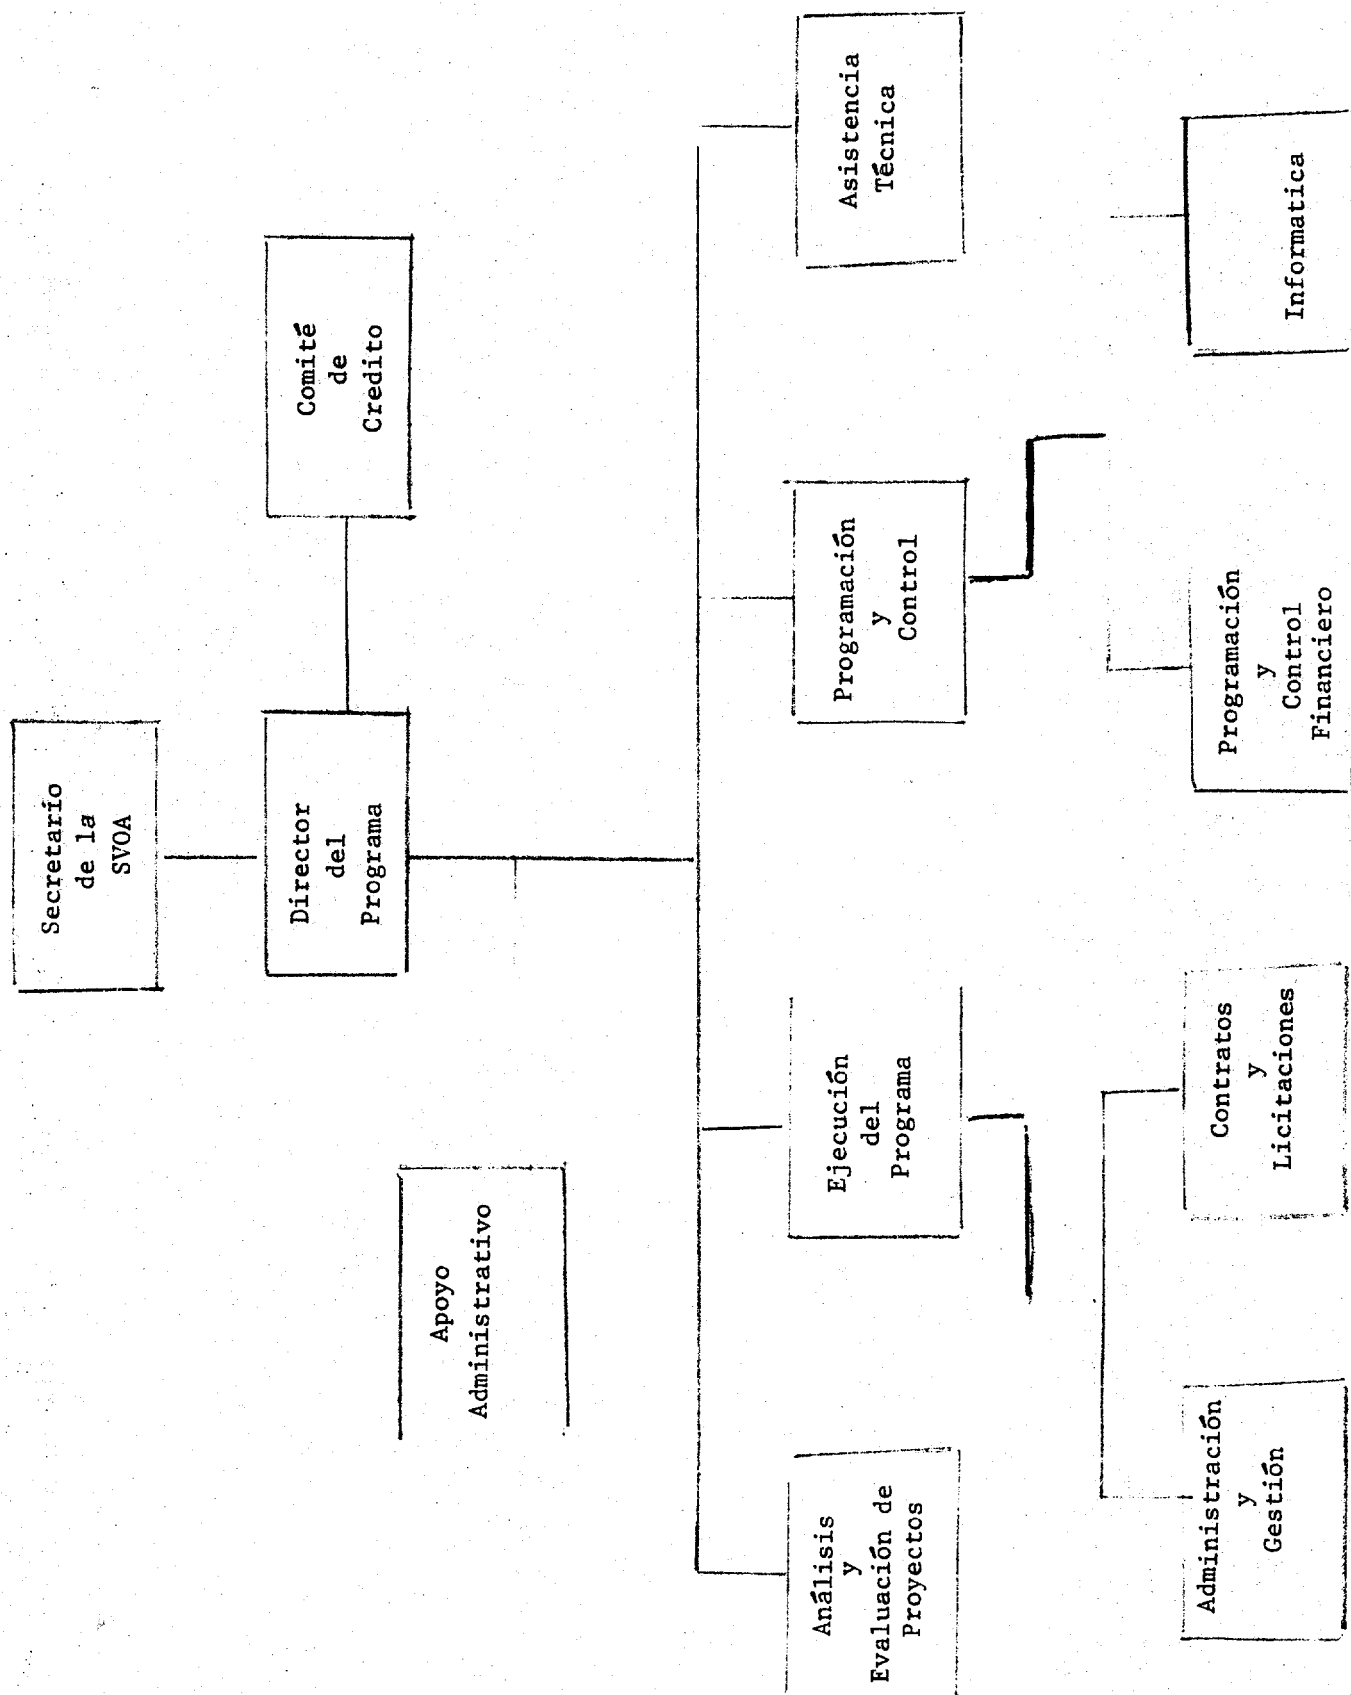 Secretarío
de la
SVOA
Director
del
Programa
Comité
de
Credito
Apoyo
Administrativo
Análisis
y
Evaluación de
Proyectos
Ejecución
del
Programa
Programación
y
Control
Asistencia
Técnica
Administración
y
Gestión
Contratos
y
Licitaciones
Programación
y
Control
Financiero
Informatica